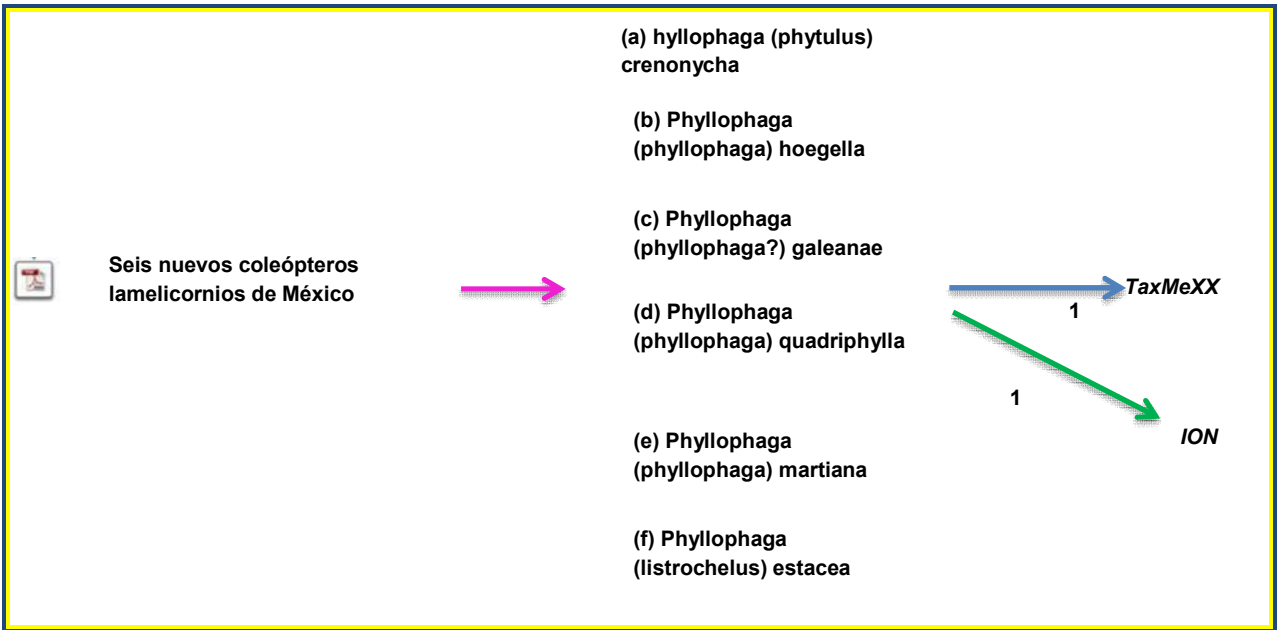 Seis nuevos coleópteros
lamelicornios de México
(a) hyllophaga (phytulus)
crenonycha
(b) Phyllophaga
(phyllophaga) hoegella
(c) Phyllophaga
(phyllophaga?) galeanae
(d) Phyllophaga
(phyllophaga) quadriphylla
(e) Phyllophaga
(phyllophaga) martiana
(f) Phyllophaga
(listrochelus) estacea
TaxMeXX
1
1
ION